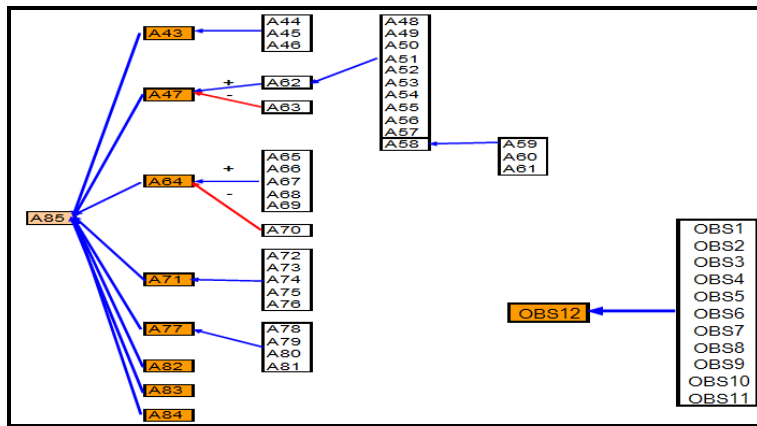 A43
A44
A45
A46
A48
A49
A50
A51
A52
A53
A54
A55
A56
A57
A58
A47
+
-
A62
A63
A59
A60
A61
A64
+
-
A65
A66
A67
A68
A69
A70
A85
A71
A72
A73
A74
A75
A76
A77
A78
A79
A80
A81
A82
A83
A84
OBS12
OBS1
OBS2
OBS3
OBS4
OBS5
OBS6
OBS7
OBS8
OBS9
OBS10
OBS11